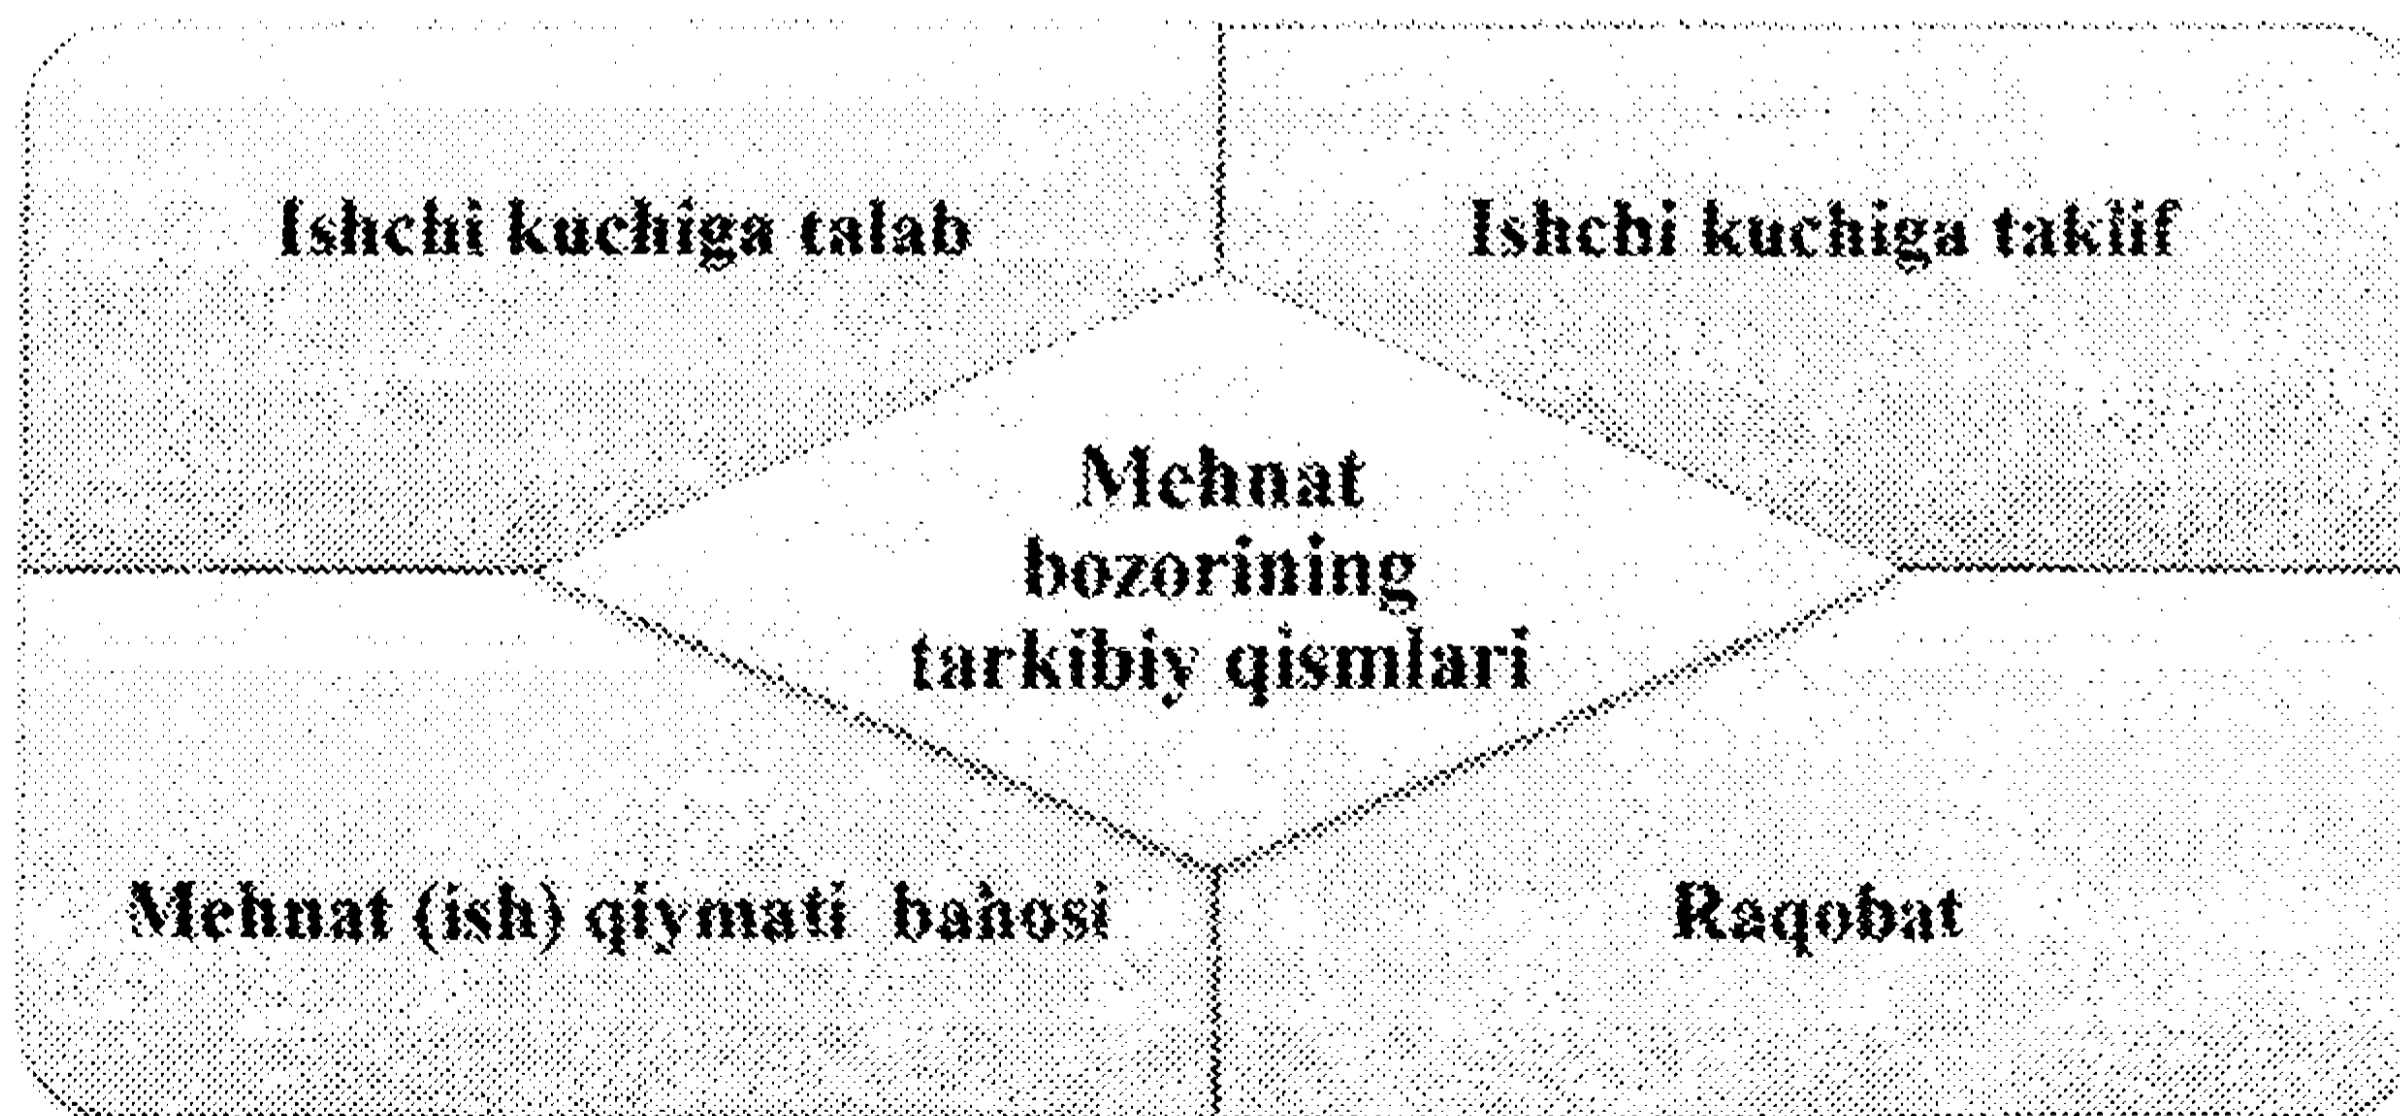 Ishchi kuchiga talab
Ishchi kuchiga taklif
Mehnat
bozorining
tarkibiy qismlari
Mehnat (ish) qiymati bahosi
Raqobat